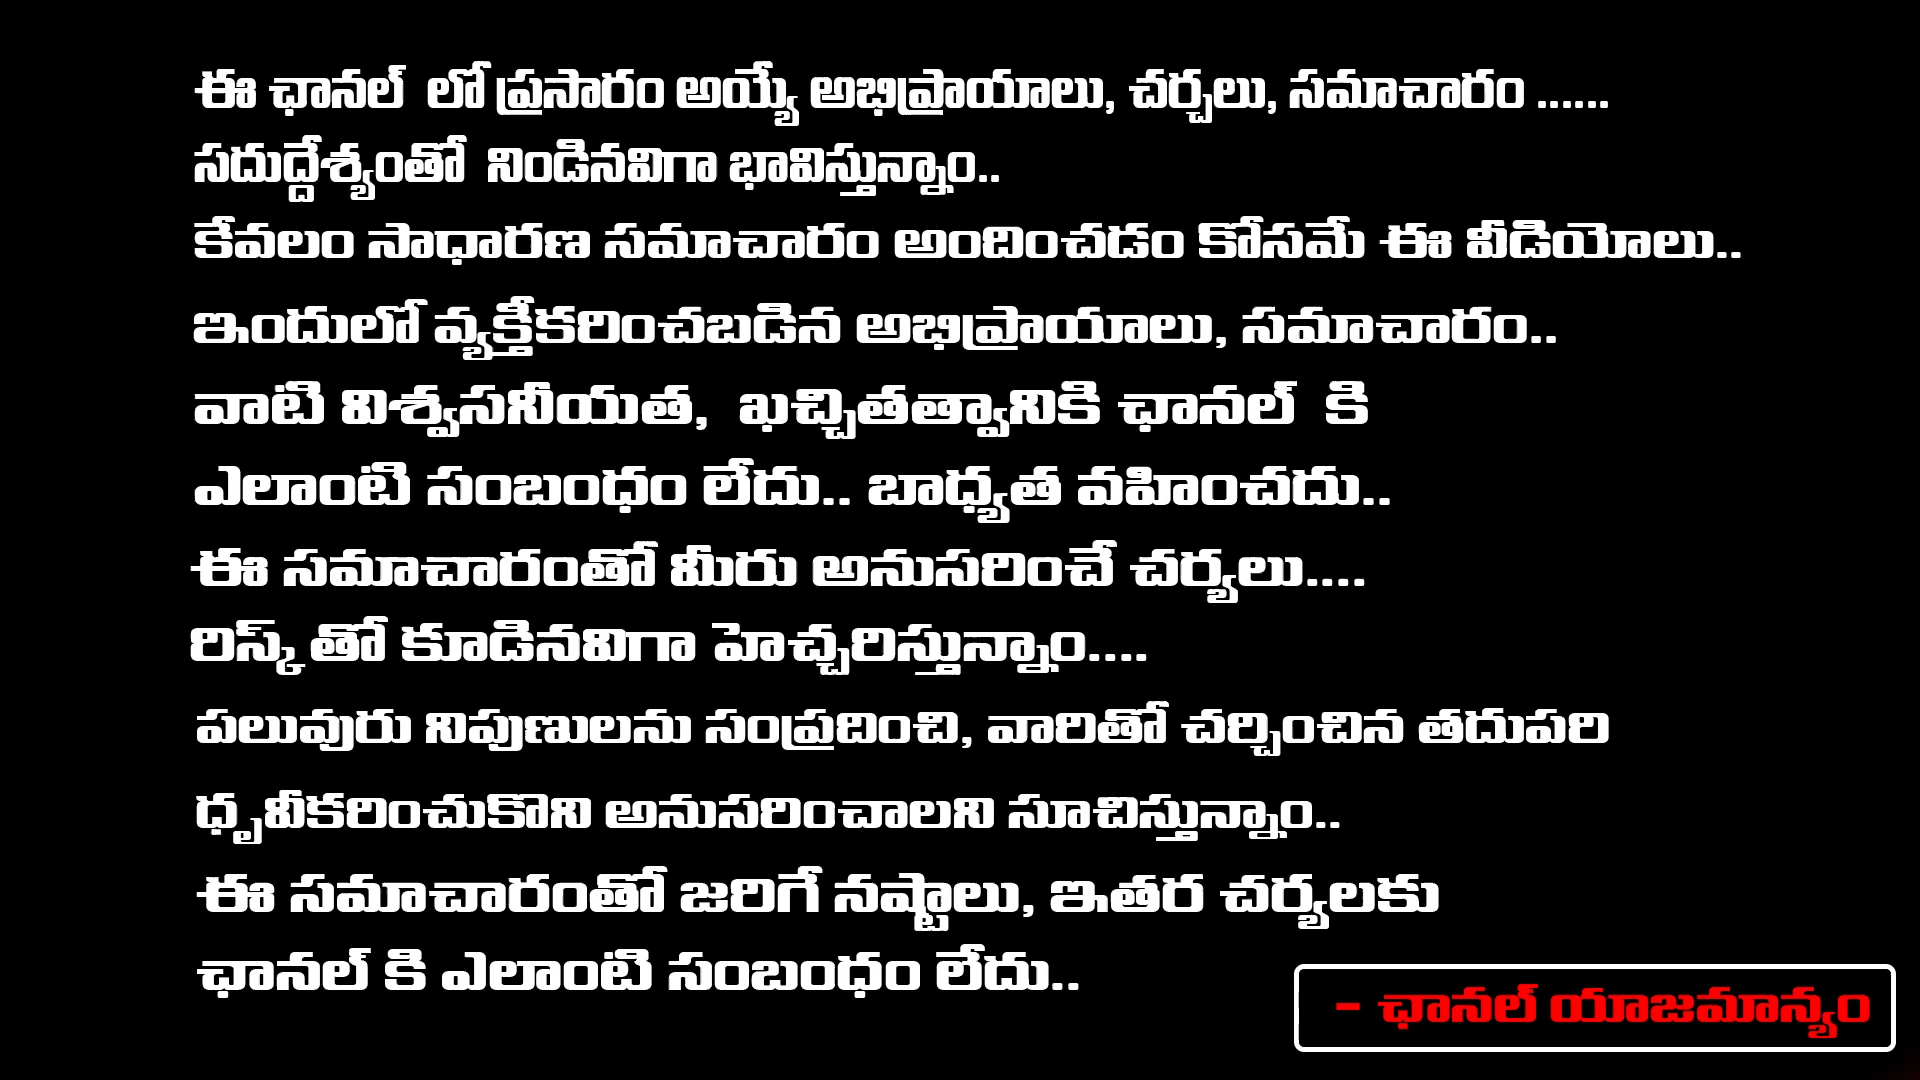 ఈ ఛానల్ లో ప్రసారం అయ్యే అభిప్రాయాలు, చర్చలు, సమాచారం ......
సదుద్దేశ్యంతో నిండినవిగా భావిస్తున్నాం..
కేవలం సాధారణ సమాచారం అందించడం కోసమే ఈ వీడియోలు..
ఇందులో వ్యక్తీకరించబడిన అభిప్రాయాలు, సమాచారం..
వాటి విశ్వసనీయత, ఖచ్చితత్వానికి ఛానల్ కి
ఎలాంటి సంబంధం లేదు.. బాధ్యత వహించదు..
ఈ సమాచారంతో మీరు అనుసరించే చర్యలు....
రిస్క్ తో కూడినవిగా హెచ్చరిస్తున్నాం....
పలువురు నిపుణులను సంప్రదించి, వారితో చర్చించిన తదుపరి
ధృవీకరించుకొని అనుసరించాలని సూచిస్తున్నాం..
ఈ సమాచారంతో జరిగే నష్టాలు, ఇతర చర్యలకు
ఛానల్ కి ఎలాంటి సంబంధం లేదు..
- ఛానల్ యాజమాన్యం